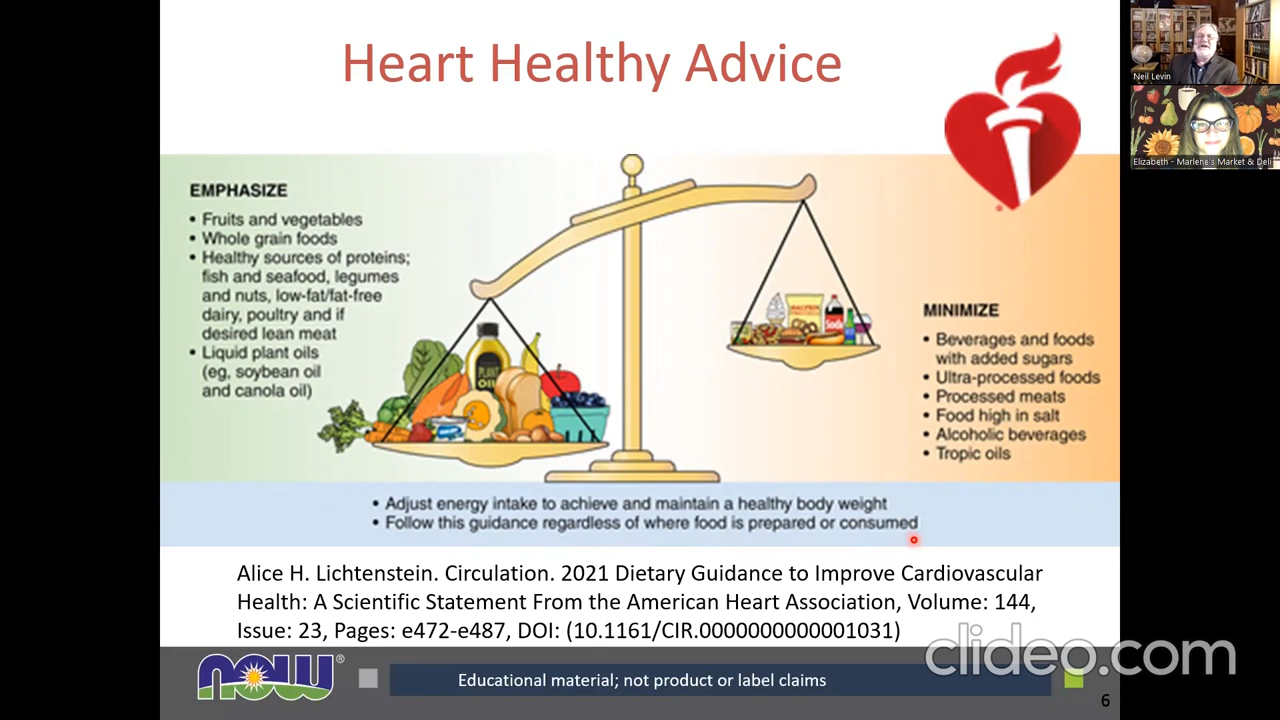 Heart Healthy Advice
Neil Levin
Elizabeth - Marlene's Market & Deli
EMPHASIZE
• Fruits and vegetables
• Whole grain foods
• Healthy sources of proteins;
fish and seafood, legumes
and nuts, low-fat/fat-free
dairy, poultry and if
desired lean meat
• Liquid plant oils
(eg, soybean oil
and canola oil)
PLANT
OIL
Soda
MINIMIZE
• Beverages and foods
with added sugars
• Ultra-processed foods
• Processed meats
• Food high in salt
• Alcoholic beverages
• Tropic oils
• Adjust energy intake to achieve and maintain a healthy body weight
• Follow this guidance regardless of where food is prepared or consumed
Alice H. Lichtenstein. Circulation. 2021 Dietary Guidance to Improve Cardiovascular
Health: A Scientific Statement From the American Heart Association, Volume: 144,
Issue: 23, Pages: e472-e487, DOI: (10.1161/CIR.0000000000001031)
clideo.com
NOW®
Educational material; not product or label claims
6